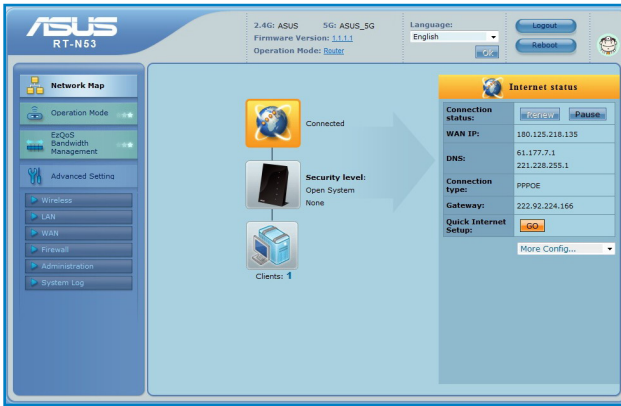 ASUS
RT-N53
2.4G: ASUS 5G: ASUS_5G
Firmware Version: 1.1.1.1
Operation Mode: Router
Language:
English
OK
Logout
Reboot
Network Map
Operation Mode
EzQoS
Bandwidth
Management
Advanced Setting
Wireless
LAN
WAN
Firewall
Administration
System Log
Connected
Security level:
Open System
None
Clients: 1
Internet status
Connection
status:
Renew Pause
WAN IP: 180.125.218.135
DNS: 61.177.7.1
221.228.255.1
Connection
type: PPPOE
Gateway: 222.92.224.166
Quick Internet
Setup: GO
More Config...